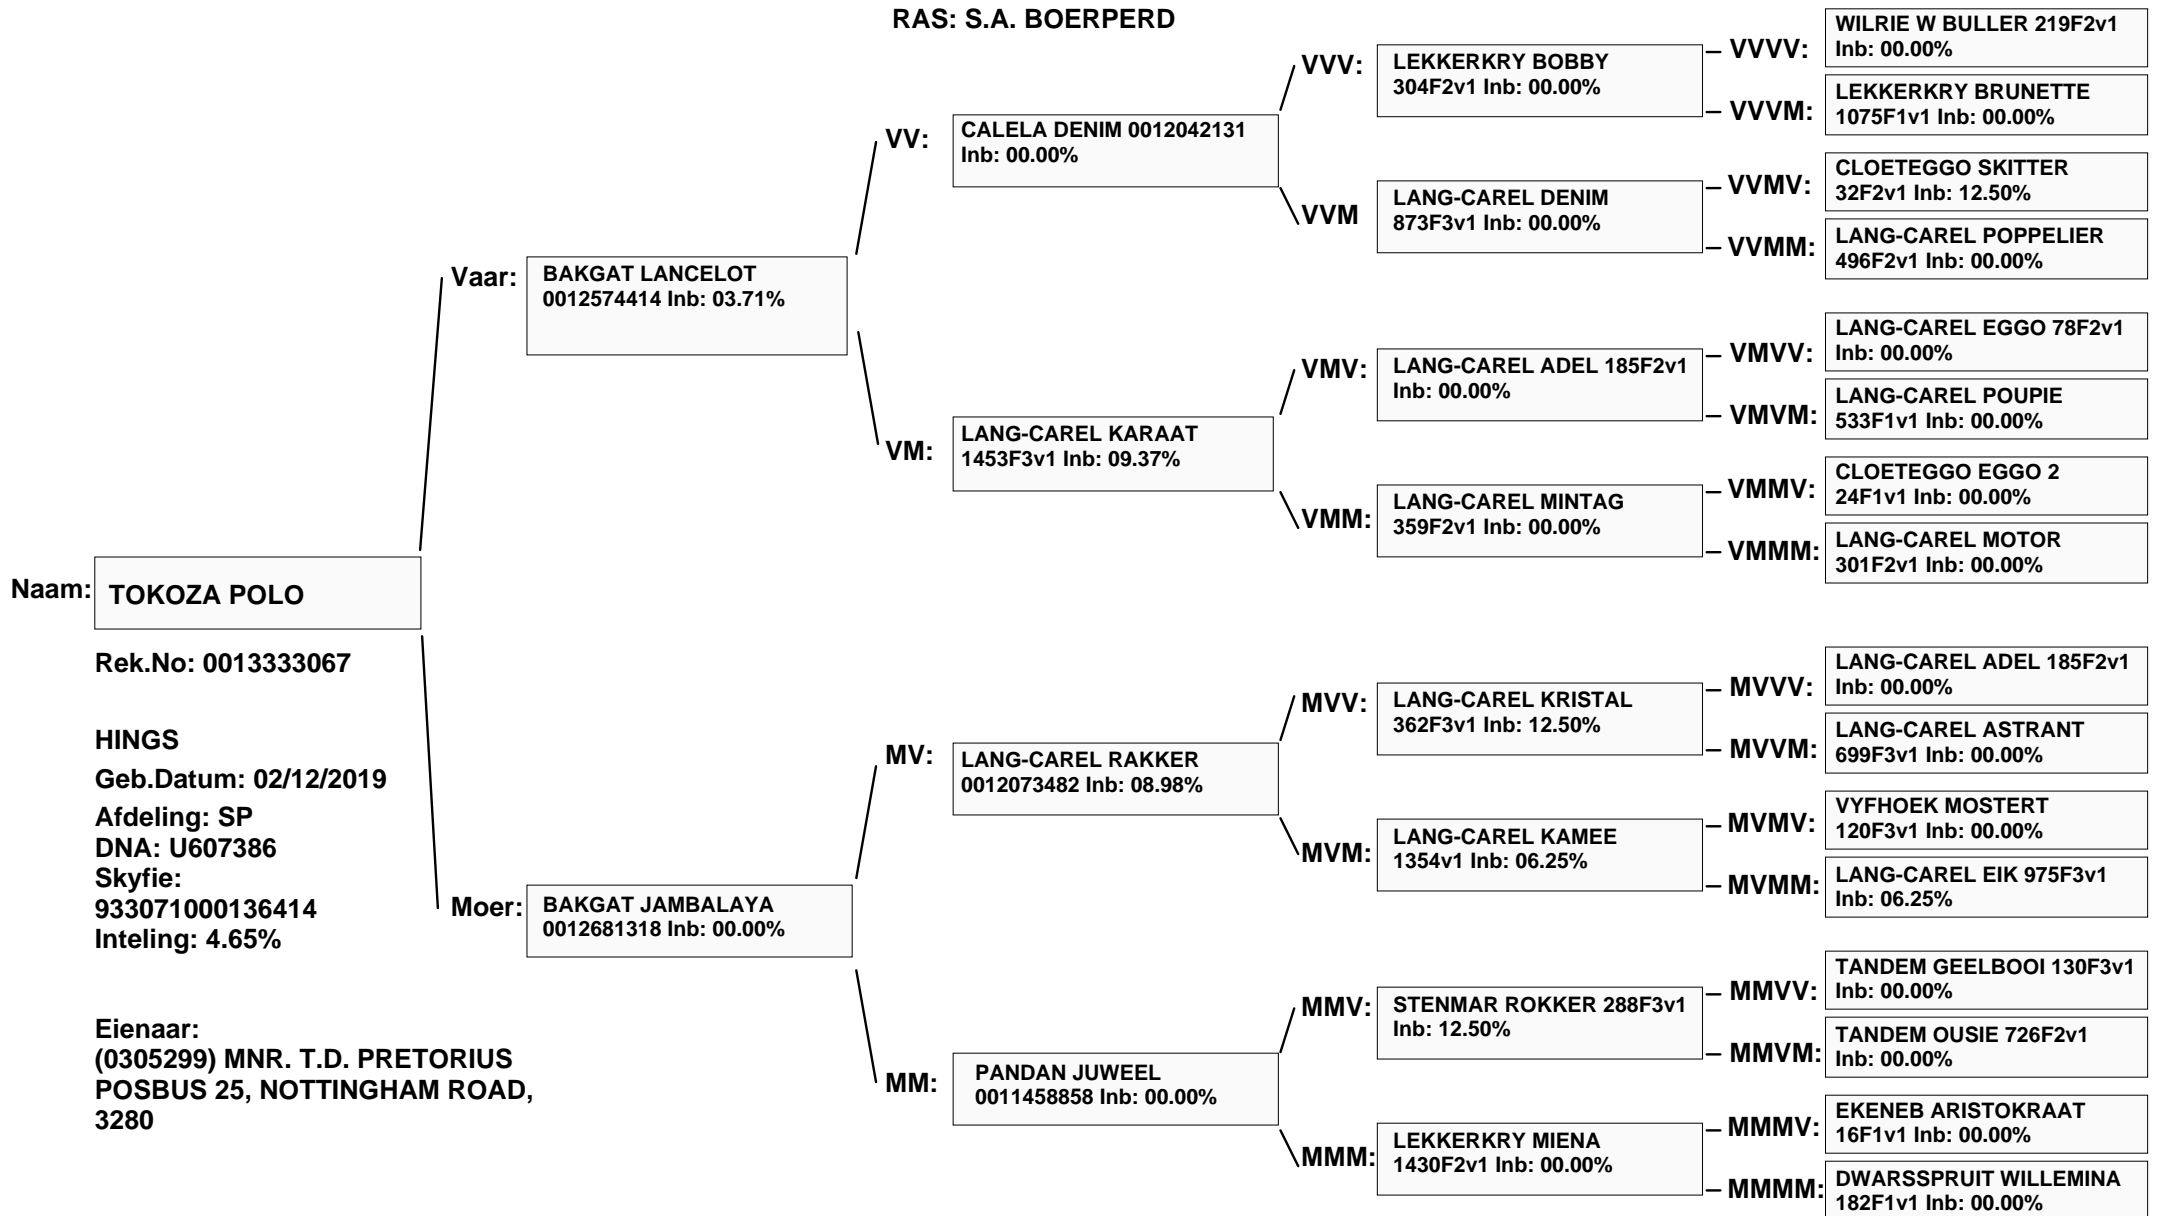 RAS: S.A. BOERPERD
Naam:
TOKOZA POLO
Rek.No: 0013333067
HINGS
Geb.Datum: 02/12/2019
Afdeling: SP
DNA: U607386
Skyfie:
933071000136414
Inteling: 4.65%
Eienaar:
(0305299) MNR. T.D. PRETORIUS
POSBUS 25, NOTTINGHAM ROAD,
3280
Vaar:
BAKGAT LANCELOT
0012574414 Inb: 03.71%
Moer:
BAKGAT JAMBALAYA
0012681318 Inb: 00.00%
VV:
CALELA DENIM 0012042131
Inb: 00.00%
VM:
LANG-CAREL KARAAT
1453F3v1 Inb: 09.37%
MV:
LANG-CAREL RAKKER
0012073482 Inb: 08.98%
MM:
PANDAN JUWEEL
0011458858 Inb: 00.00%
VVV:
LEKKERKRY BOBBY
304F2v1 Inb: 00.00%
VVM
LANG-CAREL DENIM
873F3v1 Inb: 00.00%
VMV:
LANG-CAREL ADEL 185F2v1
Inb: 00.00%
VMM:
LANG-CAREL MINTAG
359F2v1 Inb: 00.00%
MVV:
LANG-CAREL KRISTAL
362F3v1 Inb: 12.50%
MVM:
LANG-CAREL KAMEE
1354v1 Inb: 06.25%
MMV:
STENMAR ROKKER 288F3v1
Inb: 12.50%
MMM:
LEKKERKRY MIENA
1430F2v1 Inb: 00.00%
VVVV:
WILRIE W BULLER 219F2v1
Inb: 00.00%
VVVM:
LEKKERKRY BRUNETTE
1075F1v1 Inb: 00.00%
VVMV:
CLOETEGGO SKITTER
32F2v1 Inb: 12.50%
VVMM:
LANG-CAREL POPPELIER
496F2v1 Inb: 00.00%
VMVV:
LANG-CAREL EGGO 78F2v1
Inb: 00.00%
VMVM:
LANG-CAREL POUPIE
533F1v1 Inb: 00.00%
VMMV:
CLOETEGGO EGGO 2
24F1v1 Inb: 00.00%
VMMM:
LANG-CAREL MOTOR
301F2v1 Inb: 00.00%
MVVV:
LANG-CAREL ADEL 185F2v1
Inb: 00.00%
MVVM:
LANG-CAREL ASTRANT
699F3v1 Inb: 00.00%
MVMV:
VYFHOEK MOSTERT
120F3v1 Inb: 00.00%
MVMM:
LANG-CAREL EIK 975F3v1
Inb: 06.25%
MMVV:
TANDEM GEELBOOI 130F3v1
Inb: 00.00%
MMVM:
TANDEM OUSIE 726F2v1
Inb: 00.00%
MMMV:
EKENEB ARISTOKRAAT
16F1v1 Inb: 00.00%
MMMM:
DWARSSPRUIT WILLEMINA
182F1v1 Inb: 00.00%